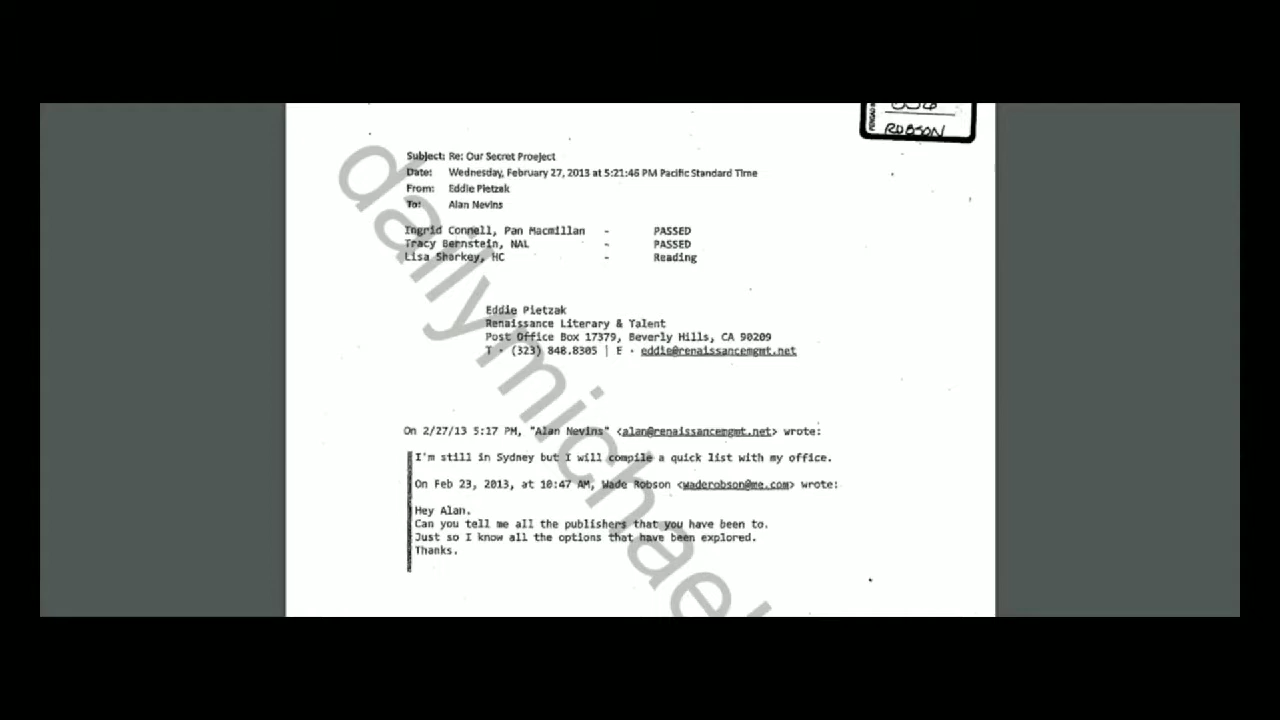 ROBSON
Subject: Re: Our Secret Proeject
Date: Wednesday, February 27, 2013 at 5:21:46 PM Pacific Standard Time
From: Eddie Pietzak
To: Alan Nevins
Ingrid Connell, Pan Macmillan - PASSED
Tracy Bernstein, NAL - PASSED
Lisa Sharkey, HC - Reading
Eddie Pietzak
Renaissance Literary & Talent
Post Office Box 17379, Beverly Hills, CA 90209
T · (323) 848.8305 | E · eddie@renaissancemgmt.net
On 2/27/13 5:17 PM, "Alan Nevins" <alan@renaissancemgmt.net> wrote:
I'm still in Sydney but I will compile a quick list with my office.
On Feb 23, 2013, at 10:47 AM, Wade Robson <waderobson@me.com> wrote:
Hey Alan.
Can you tell me all the publishers that you have been to.
Just so I know all the options that have been explored.
Thanks.
dailymichael